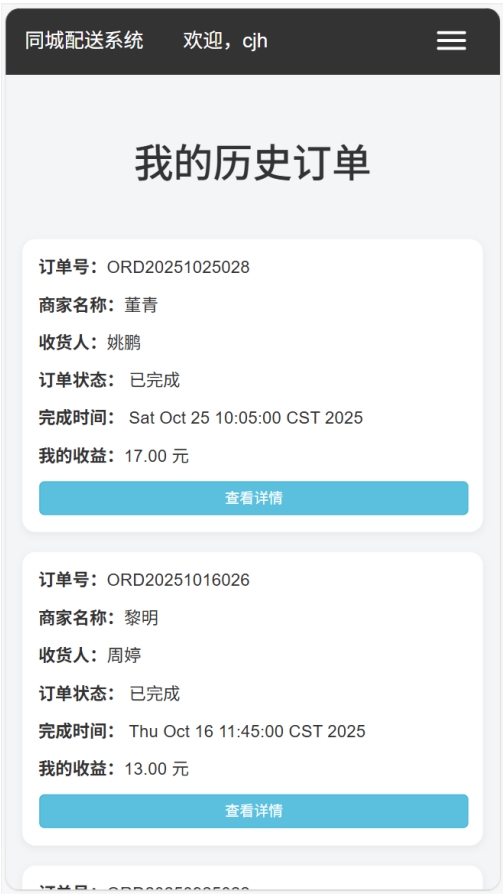 同城配送系统 欢迎，cjh
我的历史订单
订单号：ORD20251025028
商家名称：董青
收货人：姚鹏
订单状态： 已完成
完成时间： Sat Oct 25 10:05:00 CST 2025
我的收益：17.00 元
查看详情
订单号：ORD20251016026
商家名称：黎明
收货人：周婷
订单状态： 已完成
完成时间： Thu Oct 16 11:45:00 CST 2025
我的收益：13.00 元
查看详情